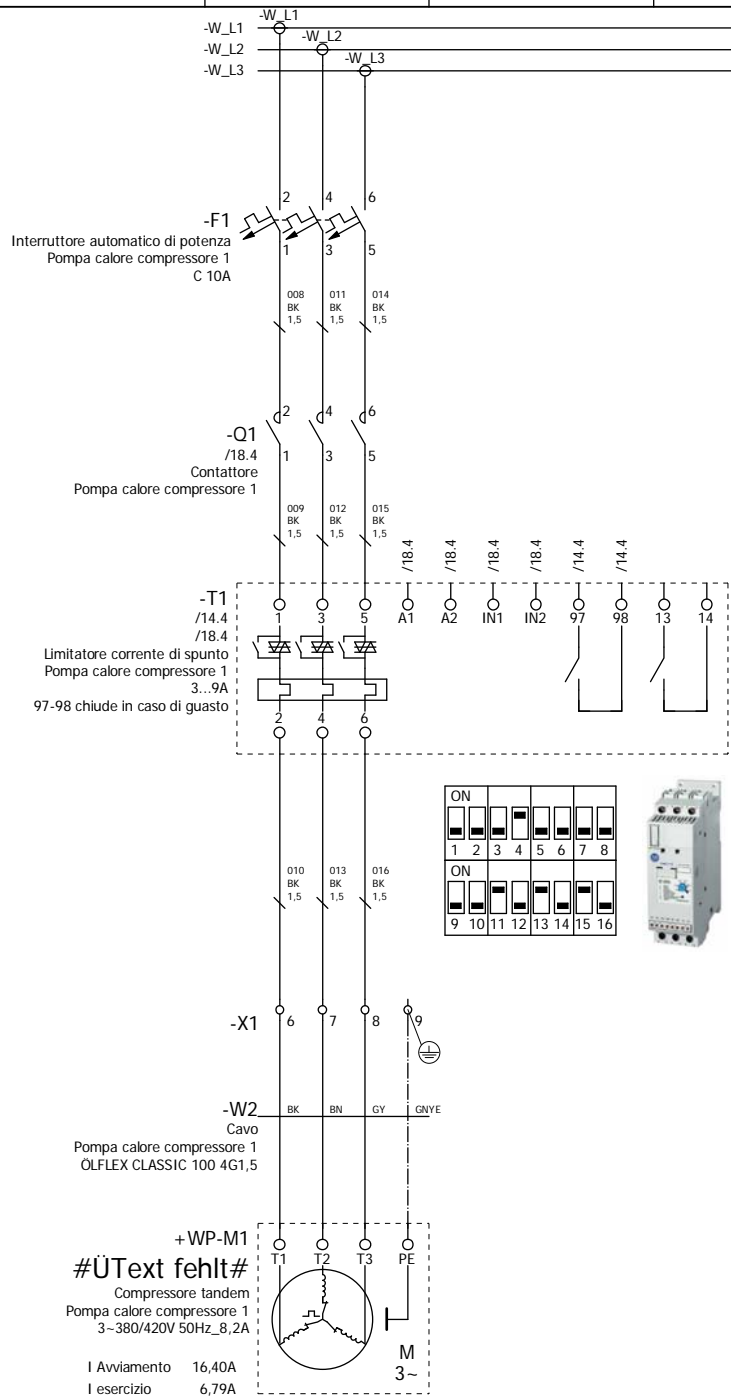 -W_L1
-W_L1
-W_L2
-W_L2
-W_L3
-W_L3
2 4 6
-F1
Interruttore automatico di potenza
Pompa calore compressore 1
C 10A
1 3 5
008 011 014
BK BK BK
1,5 1,5 1,5
2 4 6
-Q1
/18.4
Contattore
Pompa calore compressore 1
1 3 5
009 012 015
BK BK BK
1,5 1,5 1,5
/18.4 /18.4 /18.4 /18.4 /14.4 /14.4
-T1
/14.4
/18.4
Limitatore corrente di spunto
Pompa calore compressore 1
3...9A
97-98 chiude in caso di guasto
1 3 5 A1 A2 IN1 IN2 97 98 13 14
2 4 6
ON
1 2 3 4 5 6 7 8
ON
9 10 11 12 13 14 15 16
010 013 016
BK BK BK
1,5 1,5 1,5
-X1
6 7 8 9
-W2
BK BN GY GNYE
Cavo
Pompa calore compressore 1
ÖLFLEX CLASSIC 100 4G1,5
+WP-M1
T1 T2 T3 PE
#ÜText fehlt#
Compressore tandem
Pompa calore compressore 1
3~380/420V 50Hz_8,2A
M
3~
I Avviamento 16,40A
I esercizio 6,79A